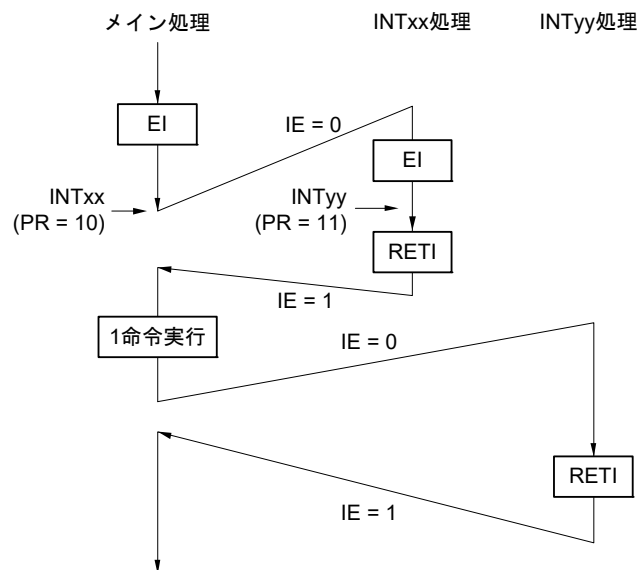 メイン処理
INTxx処理
INTyy処理
EI
IE = 0
EI
INTxx
(PR = 10)
INTyy
(PR = 11)
RETI
IE = 1
1命令実行
IE = 0
RETI
IE = 1